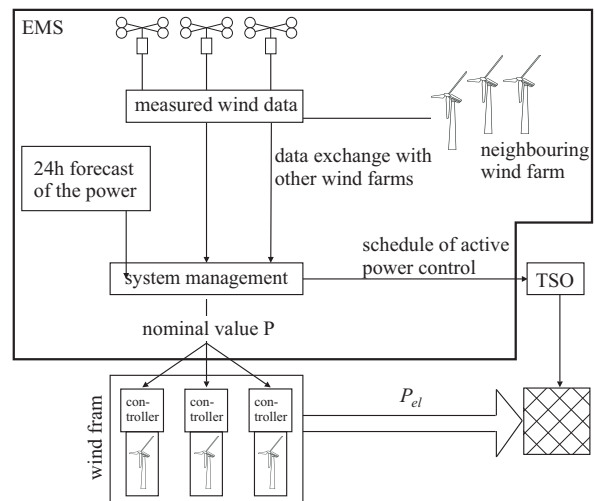 EMS
measured wind data
neighbouring
wind farm
data exchange with
other wind farms
24h forecast
of the power
schedule of active
power control
system management
TSO
nominal value P
wind fram
con-
troller
con-
troller
con-
troller
P_el